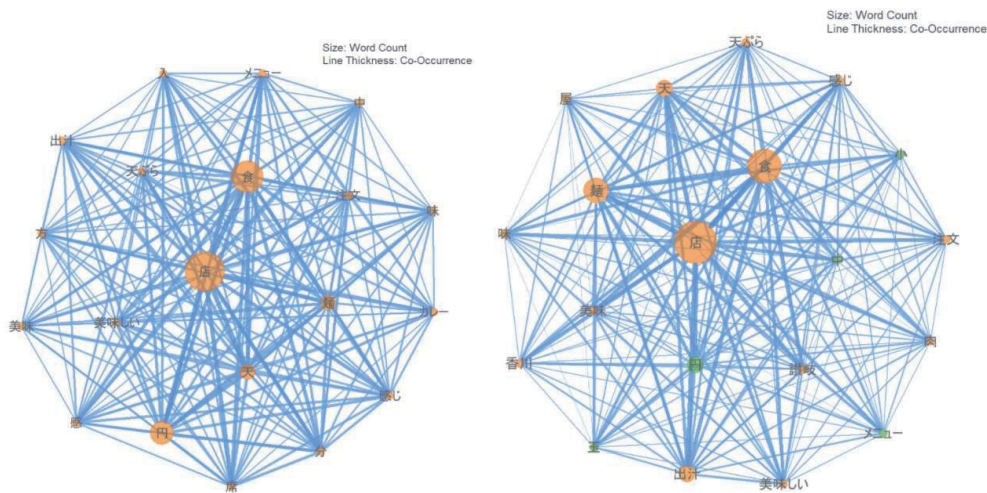 Size: Word Count
Line Thickness: Co-Occurrence
入
メニュー
中
出汁
天ぷら
食
注文
味
方
店
麺
カレー
美味
美味しい
天
感じ
感
円
分
席
Size: Word Count
Line Thickness: Co-Occurrence
天ぷら
感じ
天
屋
小
食
麺
味
店
注文
中
美味
肉
香川
円
讃岐
メニュー
玉
出汁
美味しい